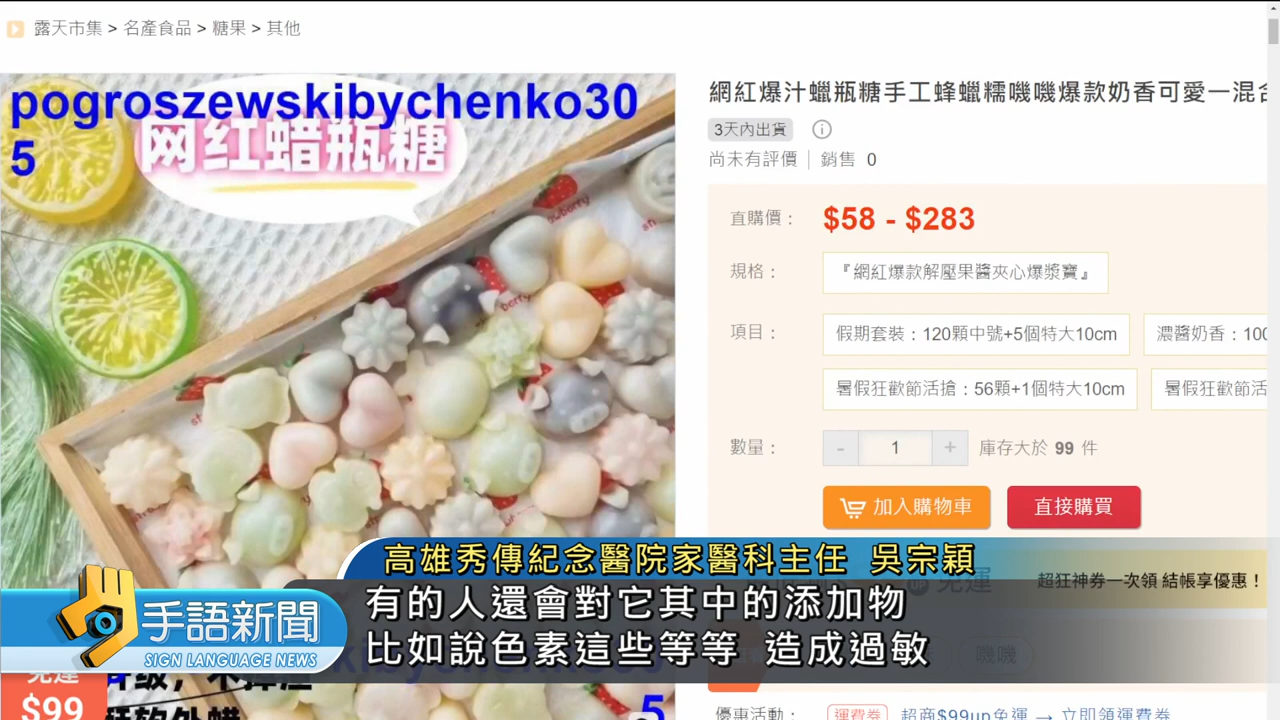 露天市集 > 名產食品 > 糖果 > 其他
pogroszewskibychenko30
5
网红蜡瓶糖
網紅爆汁蠟瓶糖手工蜂蠟糯嘰嘰爆款奶香可愛一混合
3天內出貨
尚未有評價 | 銷售 0
直購價： $58 - $283
規格： 『網紅爆款解壓果醬夾心爆漿寶』
項目： 假期套裝：120顆中號+5個特大10cm 濃醬奶香：100
暑假狂歡節活搶：56顆+1個特大10cm 暑假狂歡節活
數量： - 1 + 庫存大於 99 件
加入購物車 直接購買
高雄秀傳紀念醫院家醫科主任 吳宗穎
免運 超狂神券一次領 結帳享優惠！
有的人還會對它其中的添加物
比如說色素這些等等 造成過敏
手語新聞
SIGN LANGUAGE NEWS
嘰嘰
免運
$99
5
優惠活動： 運費券 超商$99up免運 → 立即領運費券